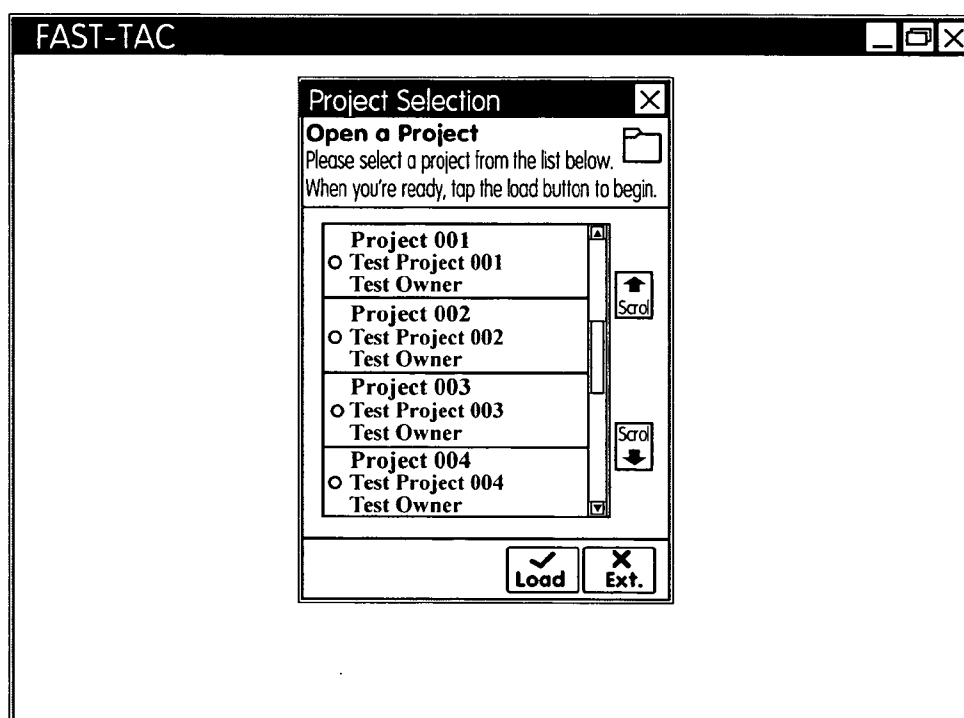 FAST-TAC
Project Selection
Open a Project
Please select a project from the list below.
When you're ready, tap the load button to begin.
Project 001
Test Project 001
Test Owner
Scrol
Project 002
Test Project 002
Test Owner
Project 003
Test Project 003
Test Owner
Scrol
Project 004
Test Project 004
Test Owner
Load
Ext.